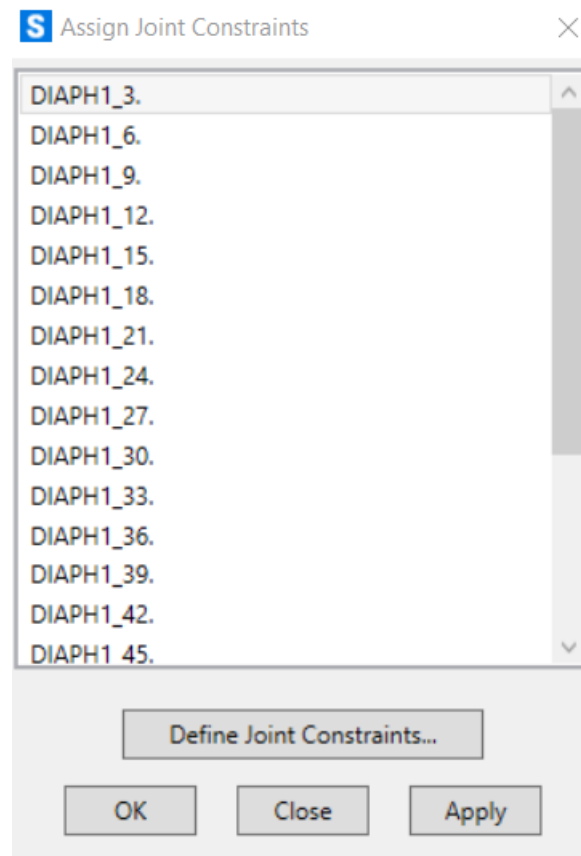 S Assign Joint Constraints
DIAPH1_3.
DIAPH1_6.
DIAPH1_9.
DIAPH1_12.
DIAPH1_15.
DIAPH1_18.
DIAPH1_21.
DIAPH1_24.
DIAPH1_27.
DIAPH1_30.
DIAPH1_33.
DIAPH1_36.
DIAPH1_39.
DIAPH1_42.
DIAPH1_45.
Define Joint Constraints...
OK Close Apply